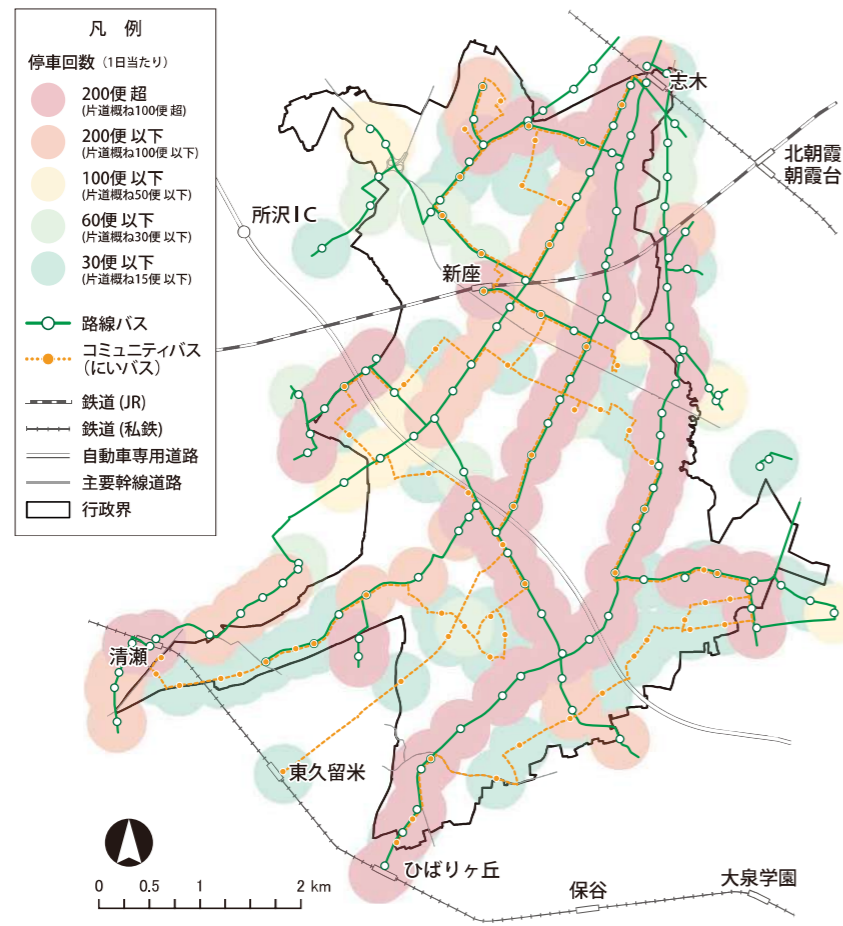 凡 例
停車回数 (1日当たり)
200便 超
(片道概ね100便 超)
200便 以下
(片道概ね100便 以下)
100便 以下
(片道概ね50便 以下)
60便 以下
(片道概ね30便 以下)
30便 以下
(片道概ね15便 以下)
路線バス
コミュニティバス
(にいバス)
鉄道 (JR)
鉄道 (私鉄)
自動車専用道路
主要幹線道路
行政界
志木
北朝霞
朝霞台
所沢IC
新座
清瀬
東久留米
ひばりヶ丘
保谷
大泉学園
0 0.5 1 2 km